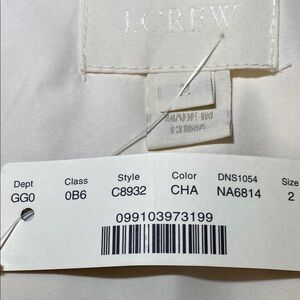 J.CREW
2
Dept Class Style Color DNS1054 Size
GG0 0B6 C8932 CHA NA6814 2
099103973199